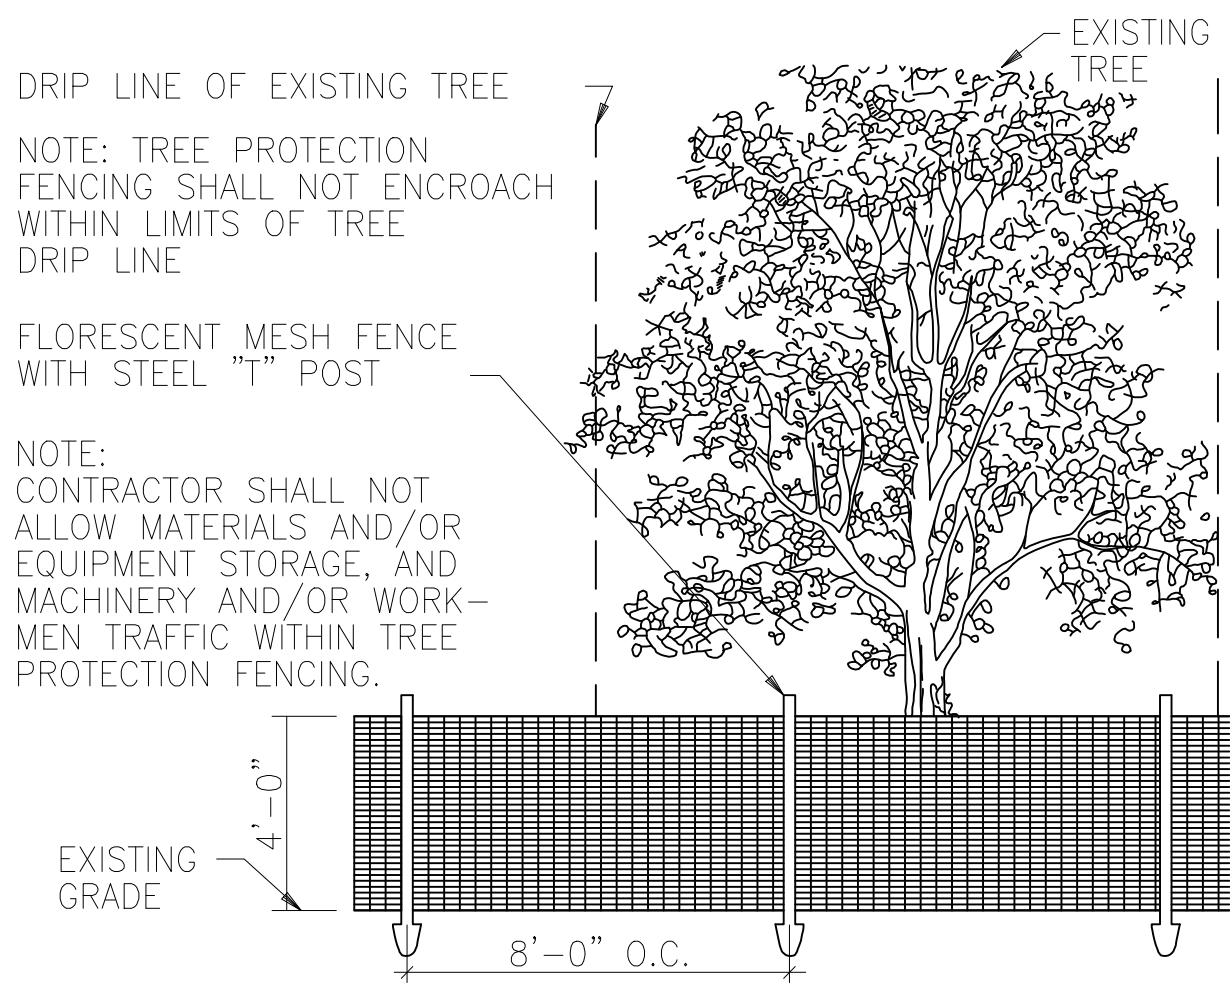 EXISTING
TREE
DRIP LINE OF EXISTING TREE
NOTE: TREE PROTECTION
FENCING SHALL NOT ENCROACH
WITHIN LIMITS OF TREE
DRIP LINE
FLORESCENT MESH FENCE
WITH STEEL "T" POST
NOTE:
CONTRACTOR SHALL NOT
ALLOW MATERIALS AND/OR
EQUIPMENT STORAGE, AND
MACHINERY AND/OR WORK-
MEN TRAFFIC WITHIN TREE
PROTECTION FENCING.
4'-0"
EXISTING
GRADE
8'-0" O.C.